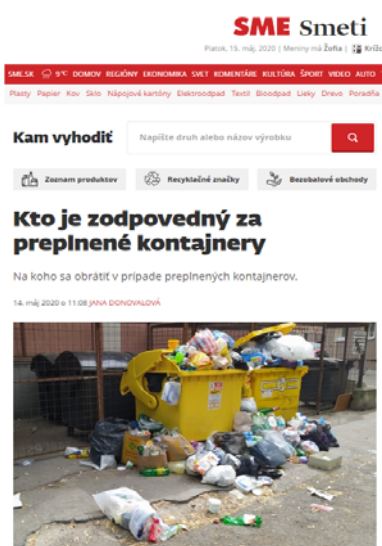 SME Smeti
Piatok, 15. máj, 2020 | Meniny má Žofia |
SME.SK 9°C DOMOV REGIÓNY EKONOMIKA SVET KOMENTÁRE KULTÚRA ŠPORT VIDEO AUTO
Plasty Papier Kov Sklo Nápojové kartóny Elektroodpad Textil Bioodpad Lieky Drevo Poradňa
Kam vyhodiť
Napíšte druh alebo názov výrobku
Zoznam produktov
Recyklačné značky
Bezobalové obchody
Kto je zodpovedný za
preplnené kontajnery
Na koho sa obrátiť v prípade preplnených kontajnerov.
14. máj 2020 o 11:08 JANA DONOVALOVÁ